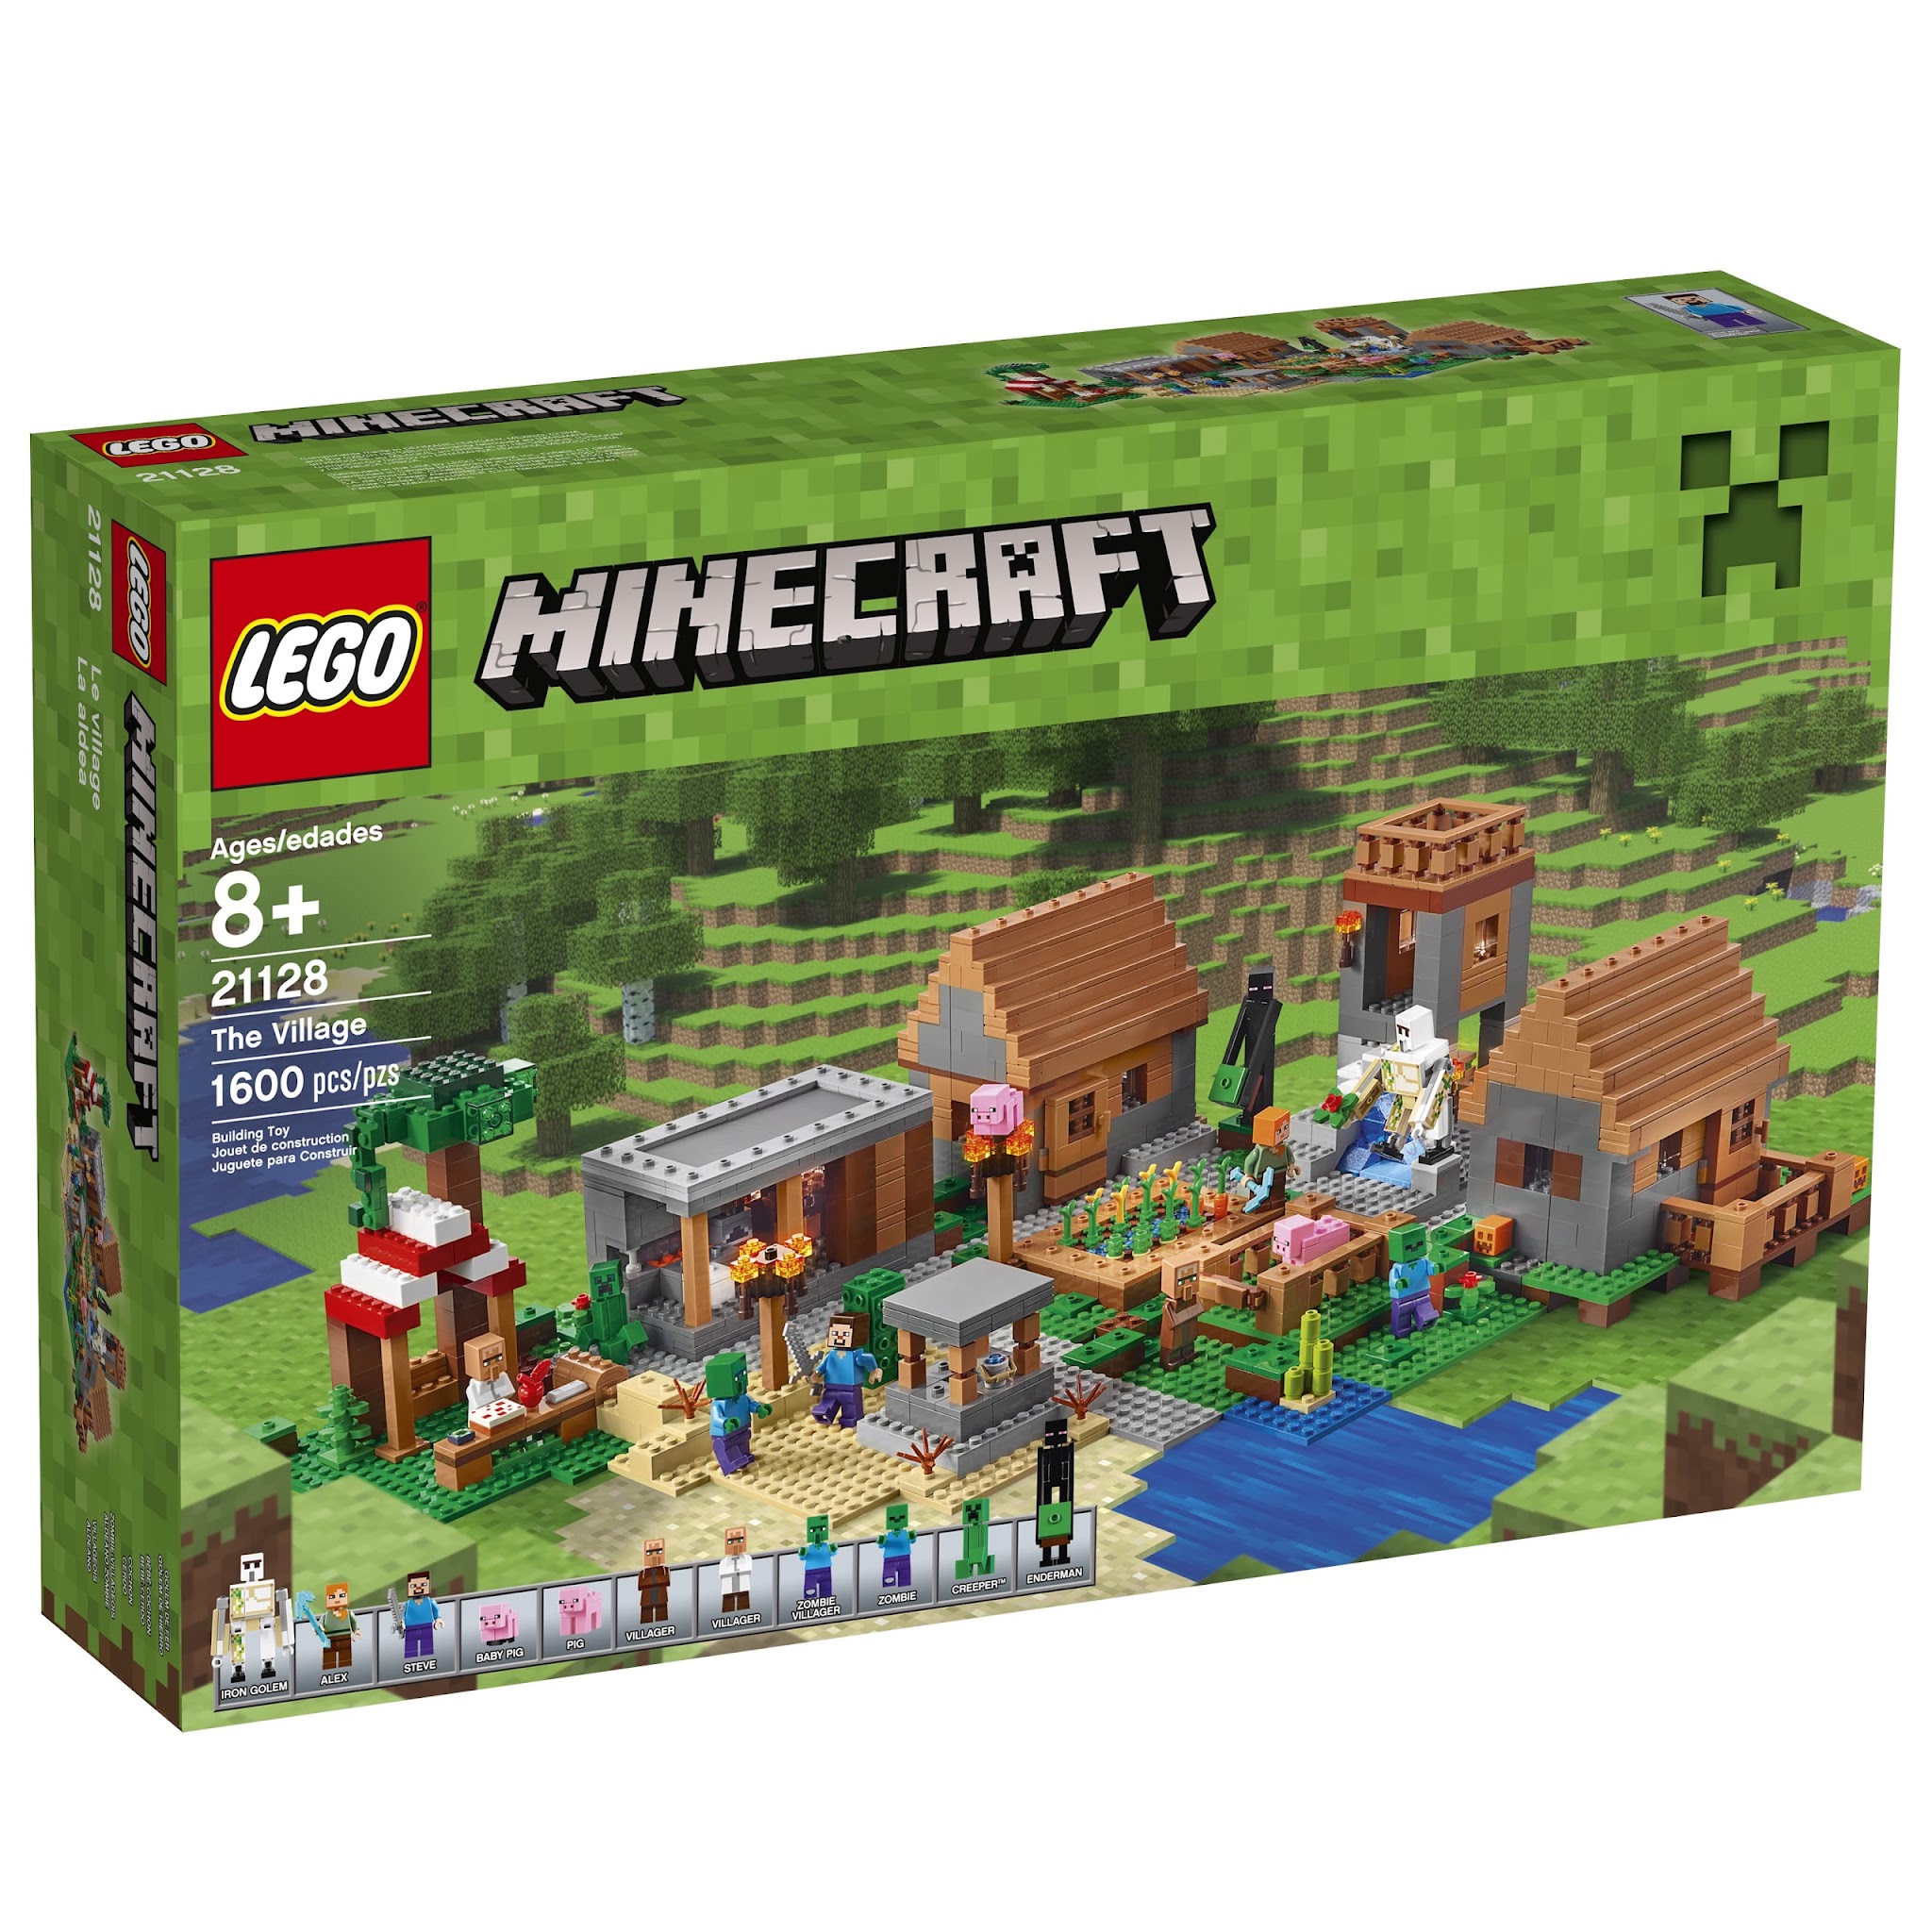 LEGO
MINECRAFT
21128
LEGO
MINECRAFT
Ages/edades
8+
21128
The Village
1600 pcs/pzs
Building Toy
Jouet de construction
Juguete para Construir
IRON GOLEM
ALEX
STEVE
BABY PIG
PIG
VILLAGER
VILLAGER
ZOMBIE
VILLAGER
ZOMBIE
CREEPER™
ENDERMAN
21128
LEGO
Le village
La aldea
MINECRAFT